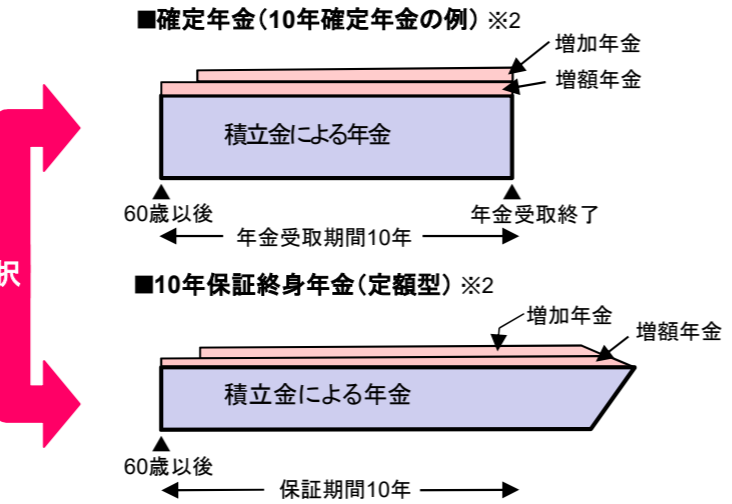 ■確定年金(10年確定年金の例) ※2
増加年金
増額年金
積立金による年金
60歳以後
年金受取終了
年金受取期間10年
択
■10年保証終身年金(定額型) ※2
増加年金
増額年金
積立金による年金
60歳以後
保証期間10年